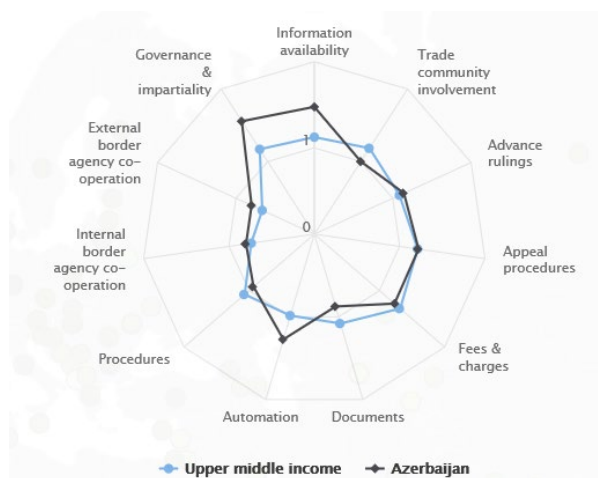 Information
availability
Governance
&
impartiality
Trade
community
involvement
External
border
agency co-
operation
1
Advance
rulings
Internal
border
agency co-
operation
0
Appeal
procedures
Procedures
Fees &
charges
Automation
Documents
Upper middle income
Azerbaijan